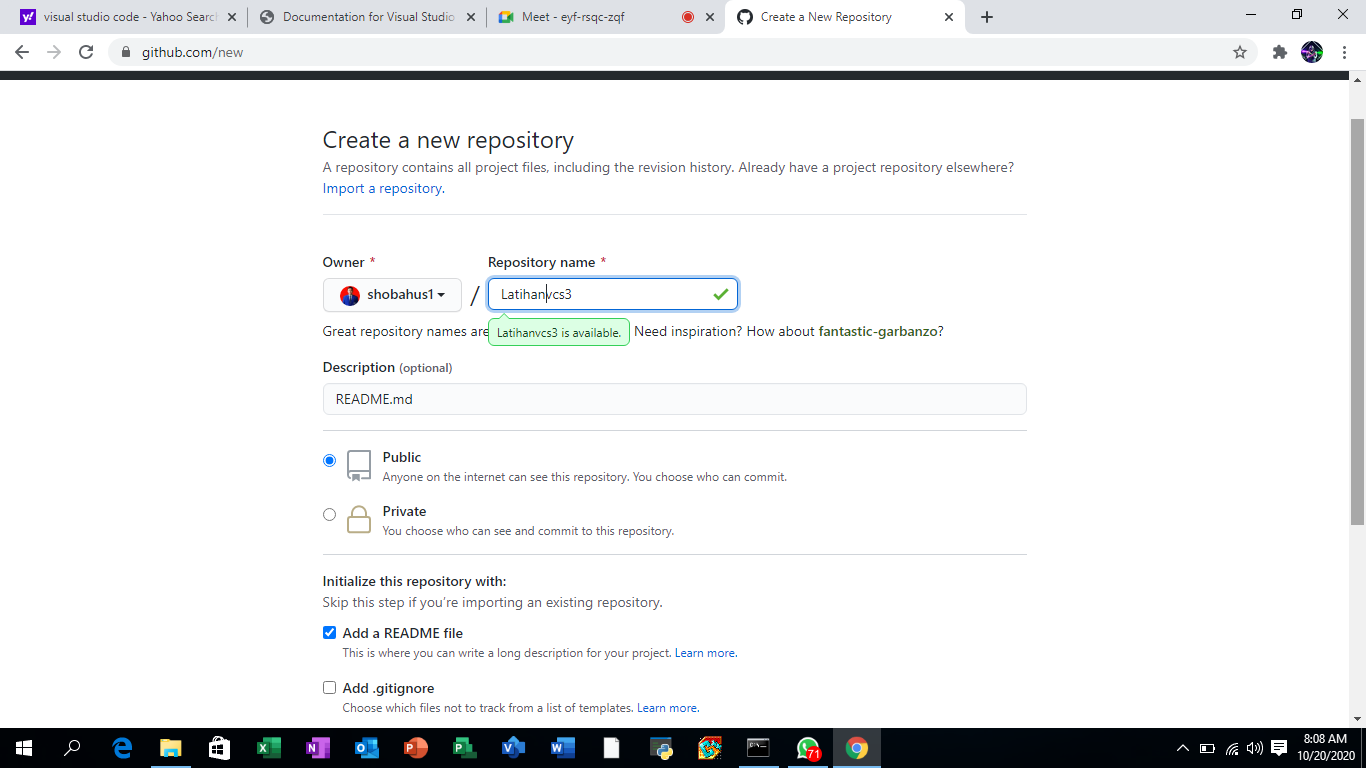 visual studio code - Yahoo Search
Documentation for Visual Studio
Meet - eyf-rsqc-zqf
Create a New Repository
github.com/new
Create a new repository
A repository contains all project files, including the revision history. Already have a project repository elsewhere?
Import a repository.
Owner *
Repository name *
shobahus1
/
Latihanvcs3
Great repository names are
Latihanvcs3 is available.
Need inspiration? How about fantastic-garbanzo?
Description (optional)
README.md
Public
Anyone on the internet can see this repository. You choose who can commit.
Private
You choose who can see and commit to this repository.
Initialize this repository with:
Skip this step if you're importing an existing repository.
Add a README file
This is where you can write a long description for your project. Learn more.
Add .gitignore
Choose which files not to track from a list of templates. Learn more.
71
8:08 AM
10/20/2020